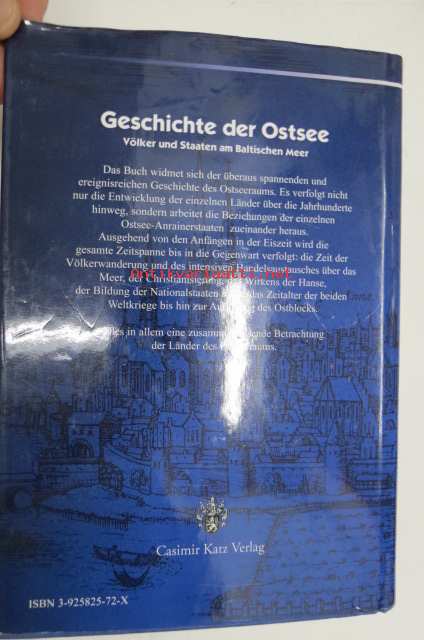 Geschichte der Ostsee
Völker und Staaten am Baltischen Meer
Das Buch widmet sich der überaus spannenden und
ereignisreichen Geschichte des Ostseeraums. Es verfolgt nicht
nur die Entwicklung der einzelnen Länder über die Jahrhunderte
hinweg, sondern arbeitet die Beziehungen der einzelnen
Ostsee-Anrainerstaaten zueinander heraus.
Ausgehend von den Anfängen in der Eiszeit wird die
gesamte Zeitspanne bis in die Gegenwart verfolgt: die Zeit der
Völkerwanderung und des intensiven Handelsaustausches über das
Meer, der Christianisierung, des Wirkens der Hanse,
der Bildung der Nationalstaaten das Zeitalter der beiden
Weltkriege bis hin zur des Ostblocks.
in allem eine Betrachtung
der Länder des
Casimir Katz Verlag
ISBN 3-925825-72-X